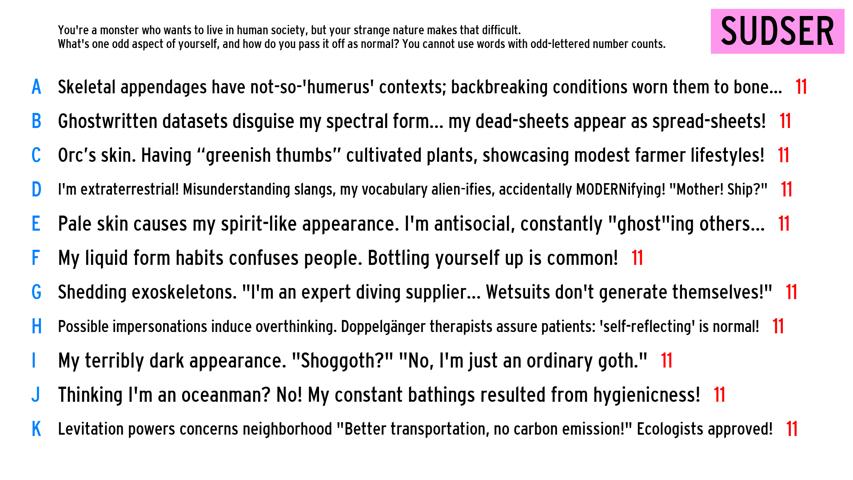 You're a monster who wants to live in human society, but your strange nature makes that difficult.
What's one odd aspect of yourself, and how do you pass it off as normal? You cannot use words with odd-lettered number counts.
SUDSER
A Skeletal appendages have not-so-'humerus' contexts; backbreaking conditions worn them to bone... 11
B Ghostwritten datasets disguise my spectral form... my dead-sheets appear as spread-sheets! 11
C Orc’s skin. Having “greenish thumbs” cultivated plants, showcasing modest farmer lifestyles! 11
D I'm extraterrestrial! Misunderstanding slangs, my vocabulary alien-ifies, accidentally MODERNifying! "Mother! Ship?" 11
E Pale skin causes my spirit-like appearance. I'm antisocial, constantly "ghost"ing others... 11
F My liquid form habits confuses people. Bottling yourself up is common! 11
G Shedding exoskeletons. "I'm an expert diving supplier... Wetsuits don't generate themselves!" 11
H Possible impersonations induce overthinking. Doppelgänger therapists assure patients: 'self-reflecting' is normal! 11
I My terribly dark appearance. "Shoggoth?" "No, I'm just an ordinary goth." 11
J Thinking I'm an oceanman? No! My constant bathings resulted from hygienicness! 11
K Levitation powers concerns neighborhood "Better transportation, no carbon emission!" Ecologists approved! 11